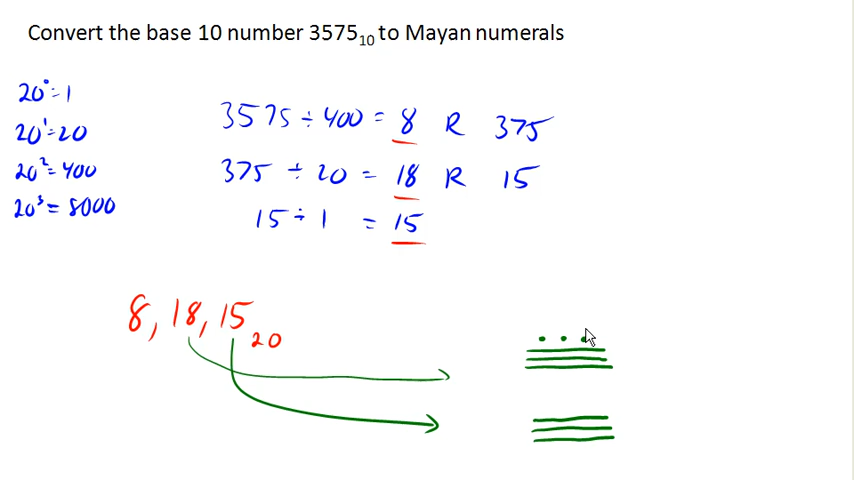 Convert the base 10 number 3575₁₀ to Mayan numerals
20⁰=1
20¹=20
20²=400
20³=8000
3575÷400=8 R 375
375÷20=18 R 15
15÷1=15
8,18,15₂₀